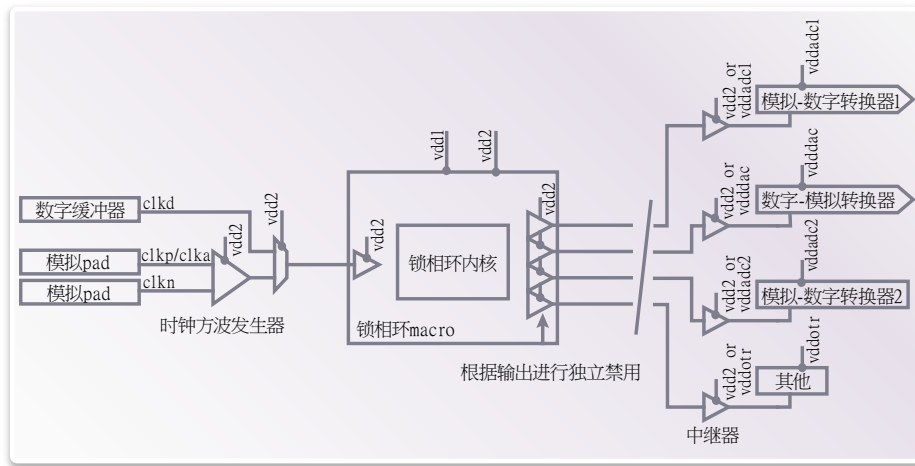 数字缓冲器
clkd
模拟pad
clkp/clka
模拟pad
clkn
vdd2
vdd2
时钟方波发生器
vdd1
vdd2
vdd2
锁相环内核
锁相环macro
vdd2
根据输出进行独立禁用
vdd2 or
vddadc1
vddadc1
模拟-数字转换器1
vdd2 or
vdddac
vdddac
数字-模拟转换器
vdd2 or
vddadc2
vddadc2
模拟-数字转换器2
vdd2 or
vddotr
vddotr
其他
中继器